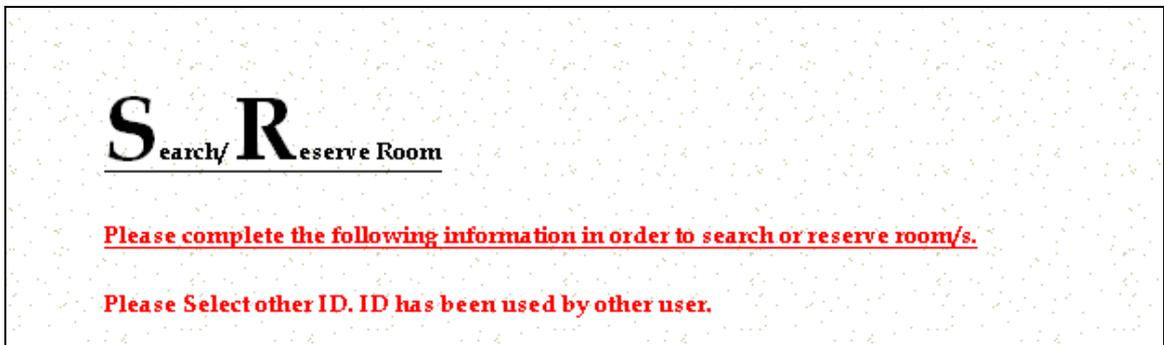 Search/ Reserve Room
Please complete the following information in order to search or reserve room/s.
Please Select other ID. ID has been used by other user.